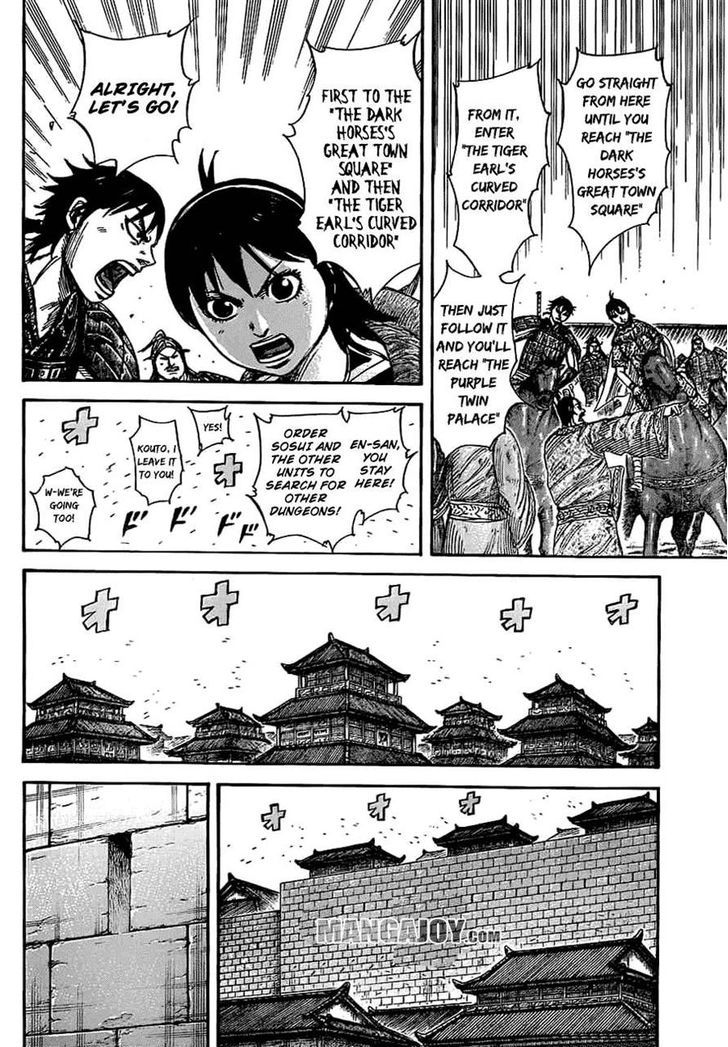 GO STRAIGHT
FROM HERE
UNTIL YOU
REACH "THE
DARK
HORSES'S
GREAT TOWN
SQUARE"
FROM IT,
ENTER
"THE TIGER
EARL'S
CURVED
CORRIDOR"
THEN JUST
FOLLOW IT
AND YOU'LL
REACH "THE
PURPLE
TWIN
PALACE"
FIRST TO THE
"THE DARK
HORSES'S
GREAT TOWN
SQUARE"
AND THEN
"THE TIGER
EARL'S CURVED
CORRIDOR"
ALRIGHT,
LET'S GO!
EN-SAN,
YOU
STAY
HERE!
ORDER
SOSUI AND
THE OTHER
UNITS TO
SEARCH FOR
OTHER
DUNGEONS!
YES!
KOUTO, I
LEAVE IT
TO YOU!
W-WE'RE
GOING
TOO!
オ
オ
ド
ド
ド
オ
オ
オ
オ
オ
オ
オ
オ
MANGAJOY.com